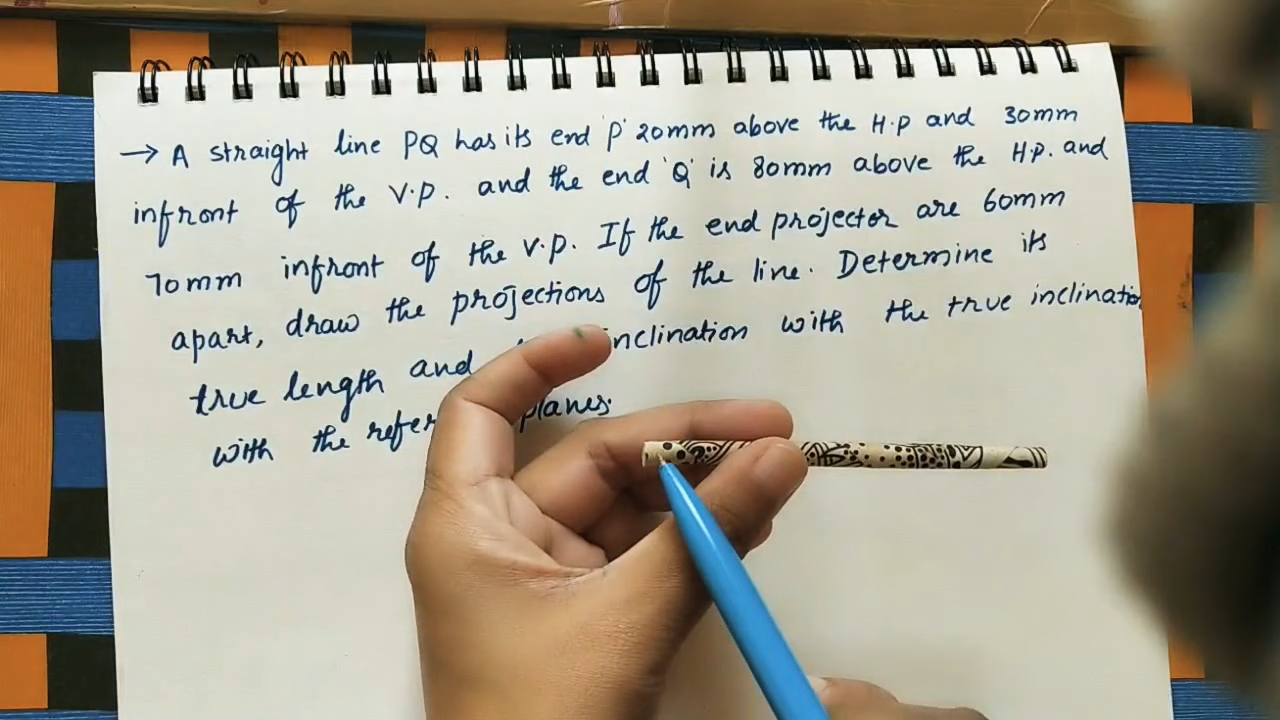 → A straight line PQ has its end 'P' 20mm above the H.P and 30mm
infront of the V.P. and the end 'Q' is 80mm above the H.P. and
70mm infront of the V.P. If the end projector are 60mm
apart, draw the projections of the line. Determine its
true length and inclination with the true inclination
with the refer planes.